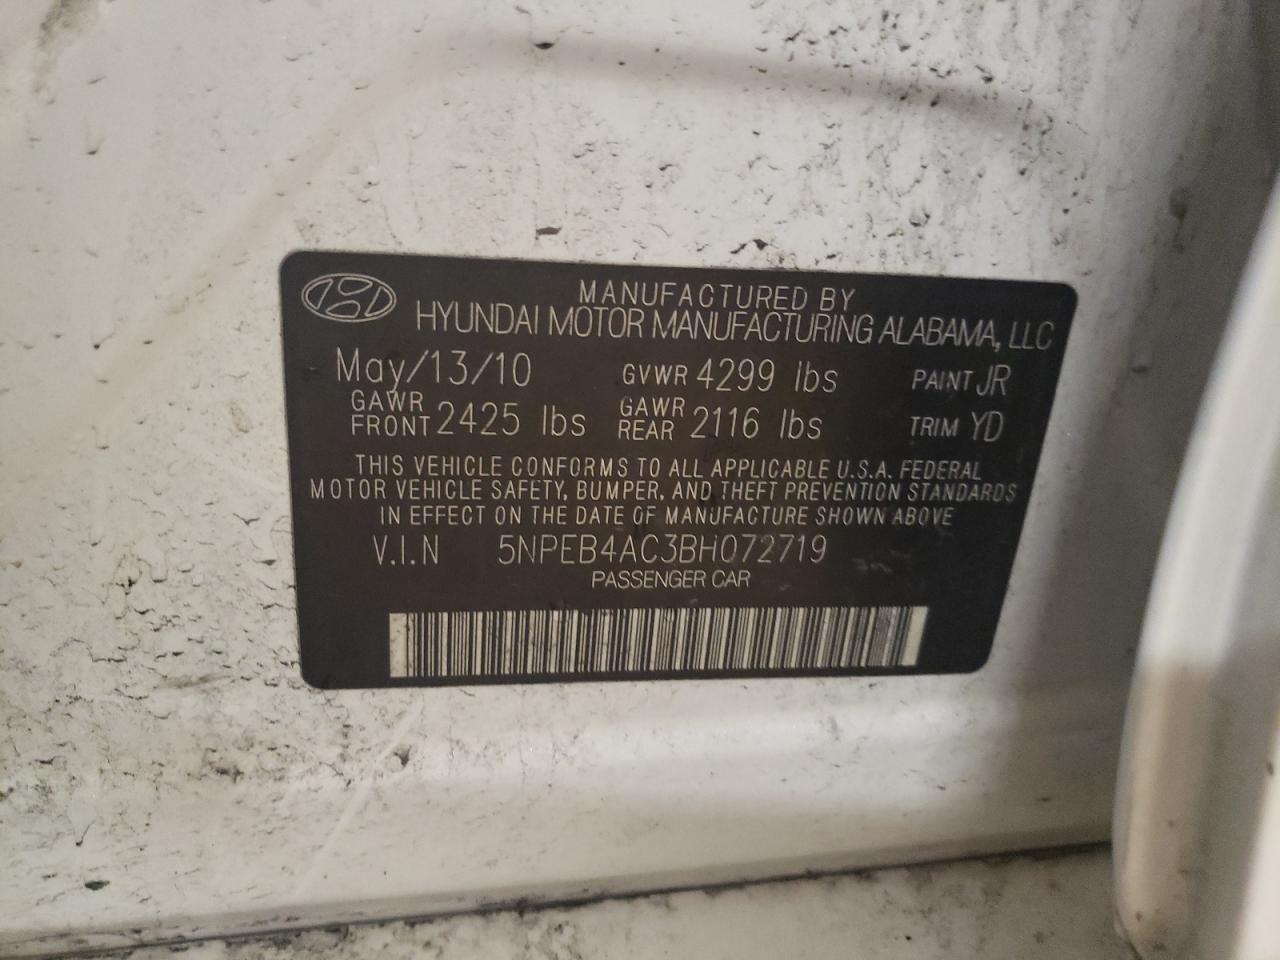 MANUFACTURED BY
HYUNDAI MOTOR MANUFACTURING ALABAMA, LLC
May/13/10 GVWR 4299 lbs PAINT JR
GAWR FRONT 2425 lbs GAWR REAR 2116 lbs TRIM YD
THIS VEHICLE CONFORMS TO ALL APPLICABLE U.S.A. FEDERAL
MOTOR VEHICLE SAFETY, BUMPER, AND THEFT PREVENTION STANDARDS
IN EFFECT ON THE DATE OF MANUFACTURE SHOWN ABOVE
V.I.N 5NPEB4AC3BH072719
PASSENGER CAR